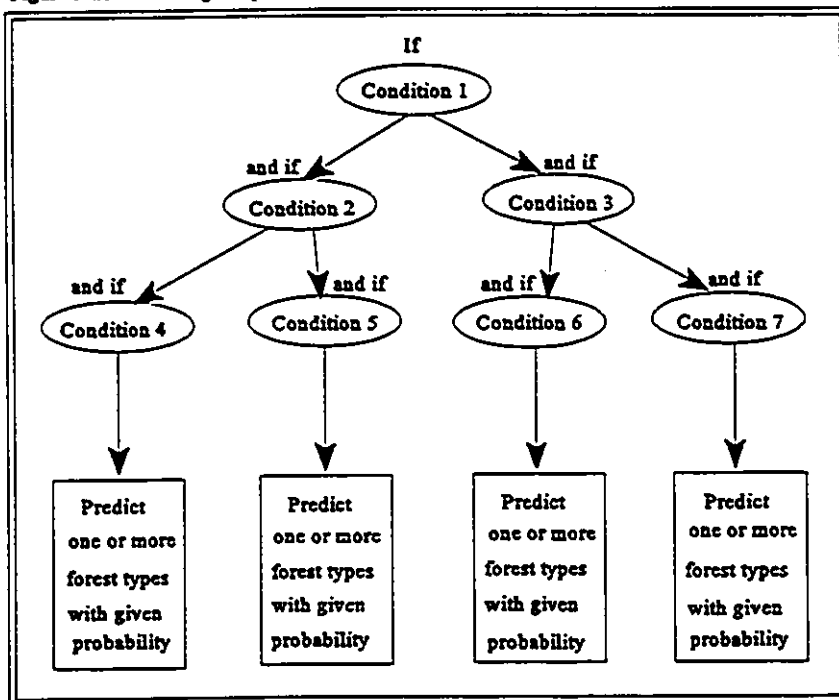 If
Condition 1
and if
and if
Condition 2
Condition 3
and if
and if
and if
and if
Condition 4
Condition 5
Condition 6
Condition 7
Predict
one or more
forest types
with given
probability
Predict
one or more
forest types
with given
probability
Predict
one or more
forest types
with given
probability
Predict
one or more
forest types
with given
probability